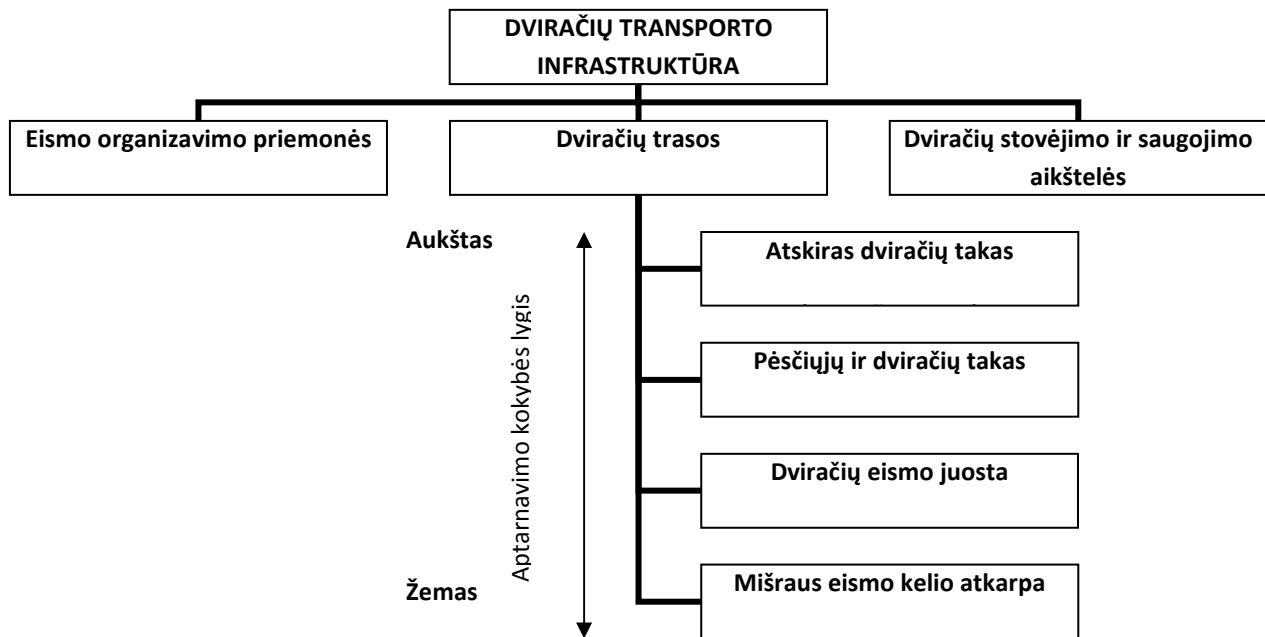 DVIRAČIŲ TRANSPORTO
INFRASTRUKTŪRA
Eismo organizavimo priemonės
Dviračių trasos
Dviračių stovėjimo ir saugojimo
aikštelės
Aukštas
Aptarnavimo kokybės lygis
Žemas
Atskiras dviračių takas
Pėsčiųjų ir dviračių takas
Dviračių eismo juosta
Mišraus eismo kelio atkarpa